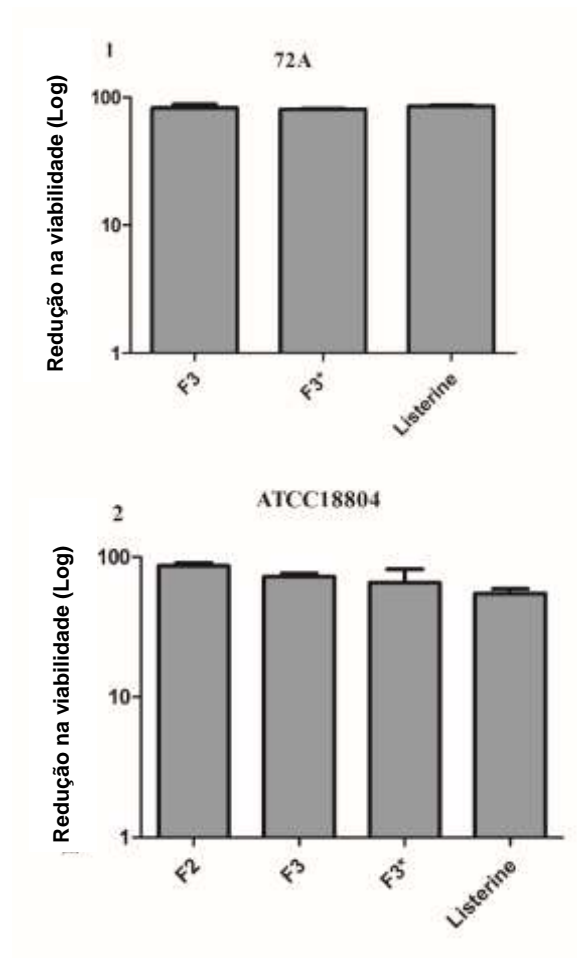 1
72A
Redução na viabilidade (Log)
100
10
1
F3
F3*
Listerine
2
ATCC18804
Redução na viabilidade (Log)
100
10
1
F2
F3
F3*
Listerine